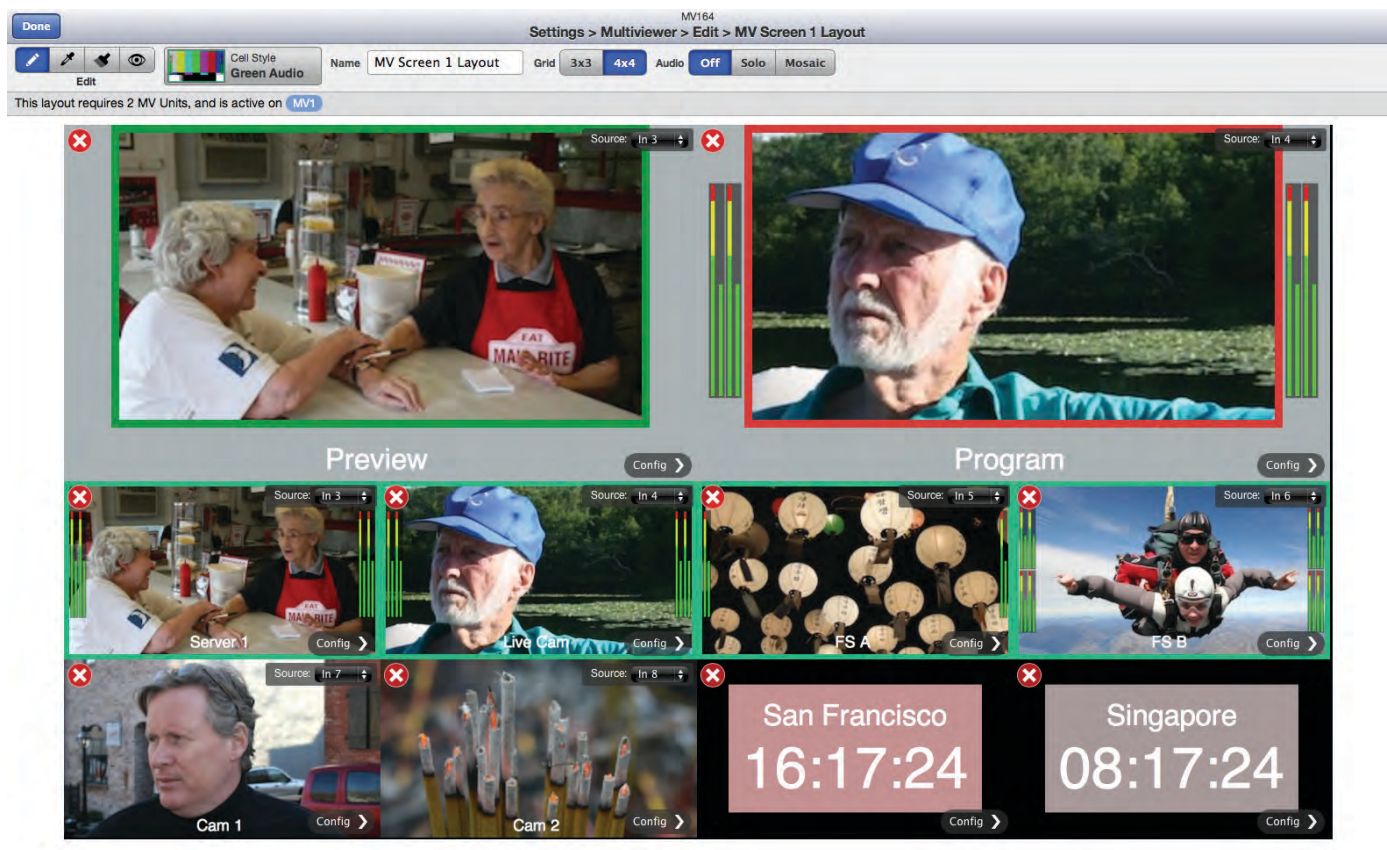 MV164
Done
Settings > Multiviewer > Edit > MV Screen 1 Layout
Edit
Cell Style
Green Audio
Name MV Screen 1 Layout
Grid 3x3 4x4
Audio Off Solo Mosaic
This layout requires 2 MV Units, and is active on MV1
Source: In 3
EAT
RITE
Preview
Config
Source: In 4
Program
Config
Source: In 3
EAT
RITE
Server 1
Config
Source: In 4
Live Cam
Config
Source: In 5
FS A
Config
Source: In 6
FS B
Config
Source: In 7
Cam 1
Config
Source: In 8
Cam 2
Config
San Francisco
16:17:24
Config
Singapore
08:17:24
Config